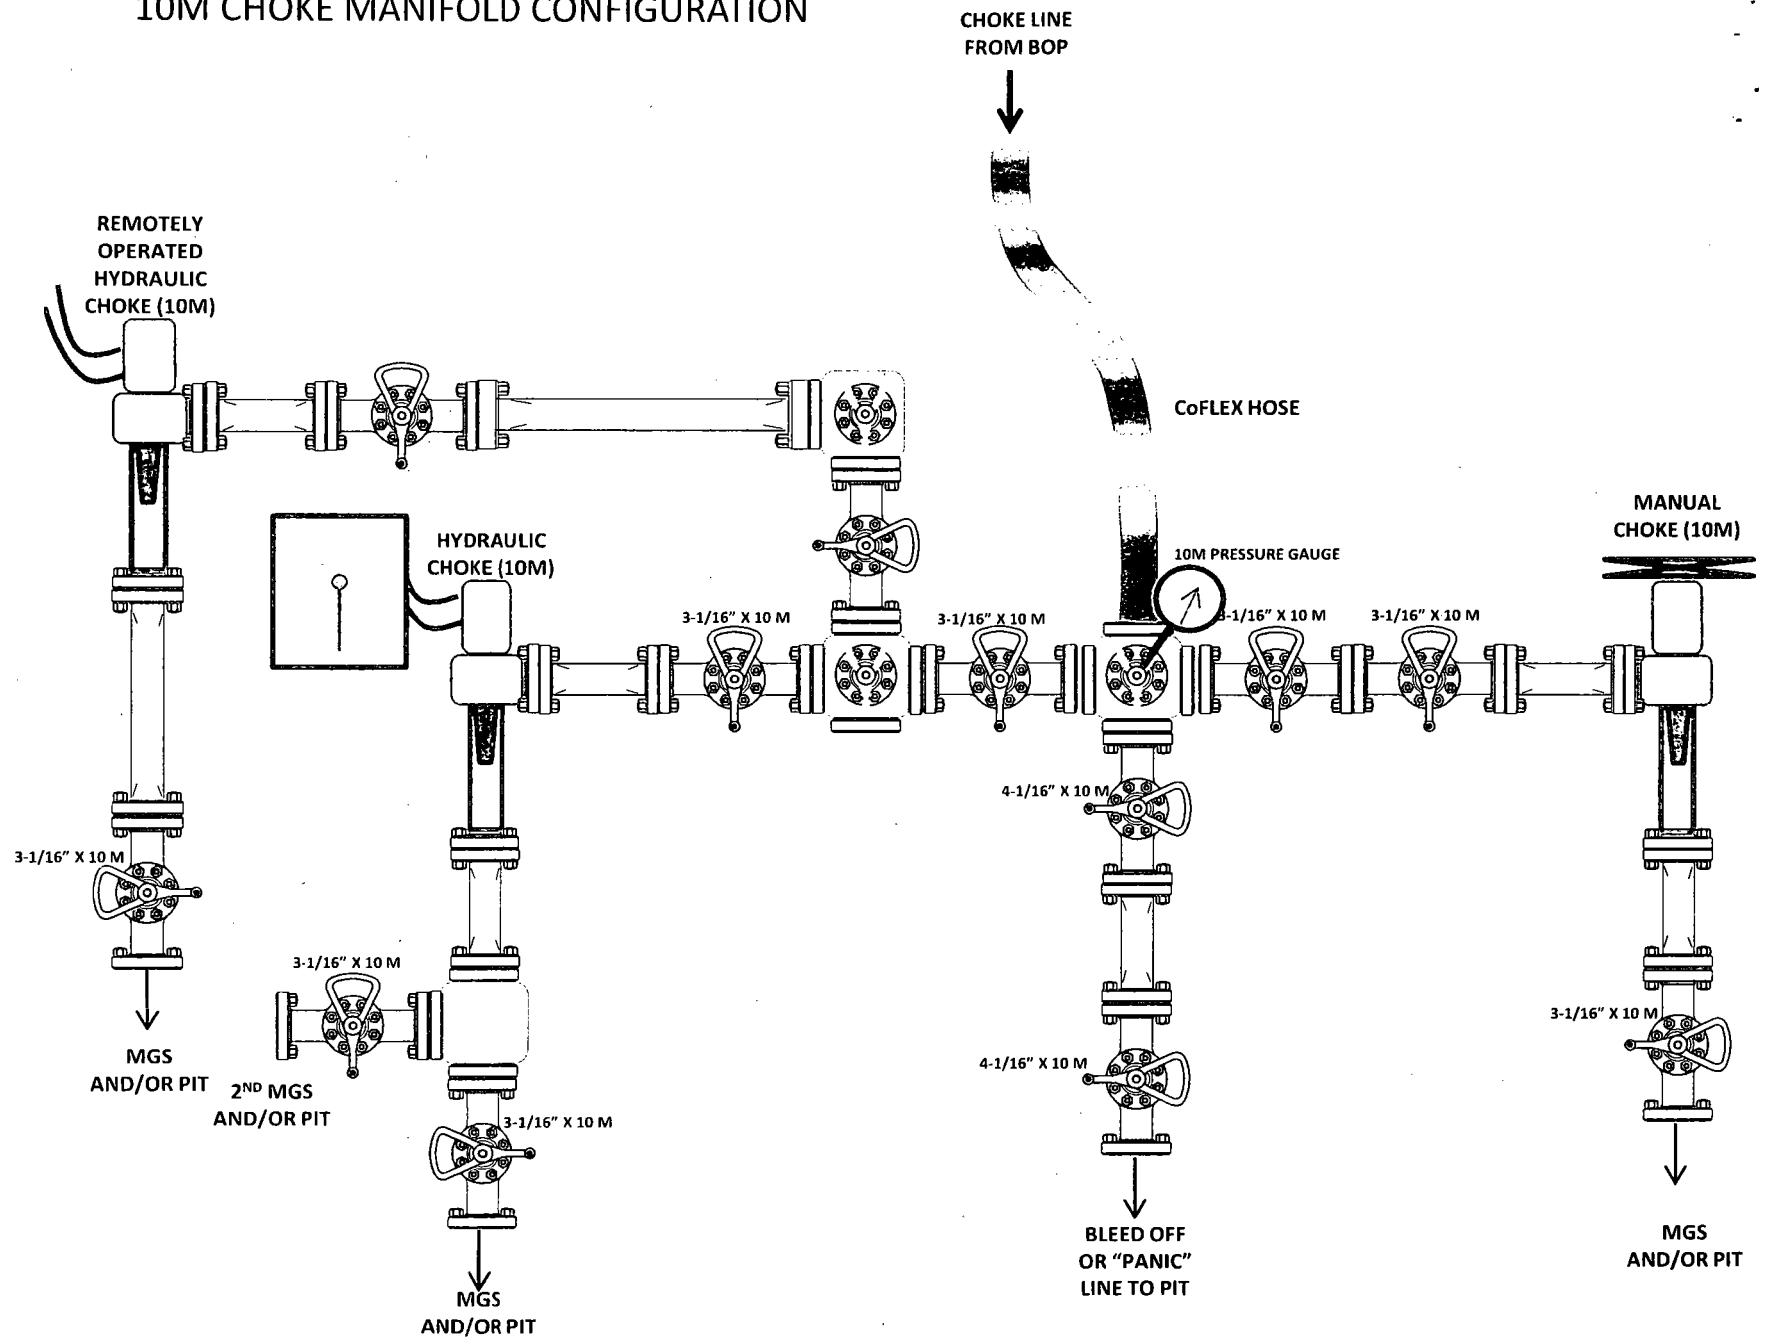 10M CHOKE MANIFOLD CONFIGURATION
CHOKE LINE
FROM BOP
REMOTELY
OPERATED
HYDRAULIC
CHOKE (10M)
CoFLEX HOSE
MANUAL
CHOKE (10M)
HYDRAULIC
CHOKE (10M)
10M PRESSURE GAUGE
3-1/16" X 10 M
3-1/16" X 10 M
3-1/16" X 10 M
3-1/16" X 10 M
4-1/16" X 10 M
3-1/16" X 10 M
3-1/16" X 10 M
3-1/16" X 10 M
4-1/16" X 10 M
MGS
AND/OR PIT
2ND MGS
AND/OR PIT
3-1/16" X 10 M
BLEED OFF
OR "PANIC"
LINE TO PIT
MGS
AND/OR PIT
MGS
AND/OR PIT